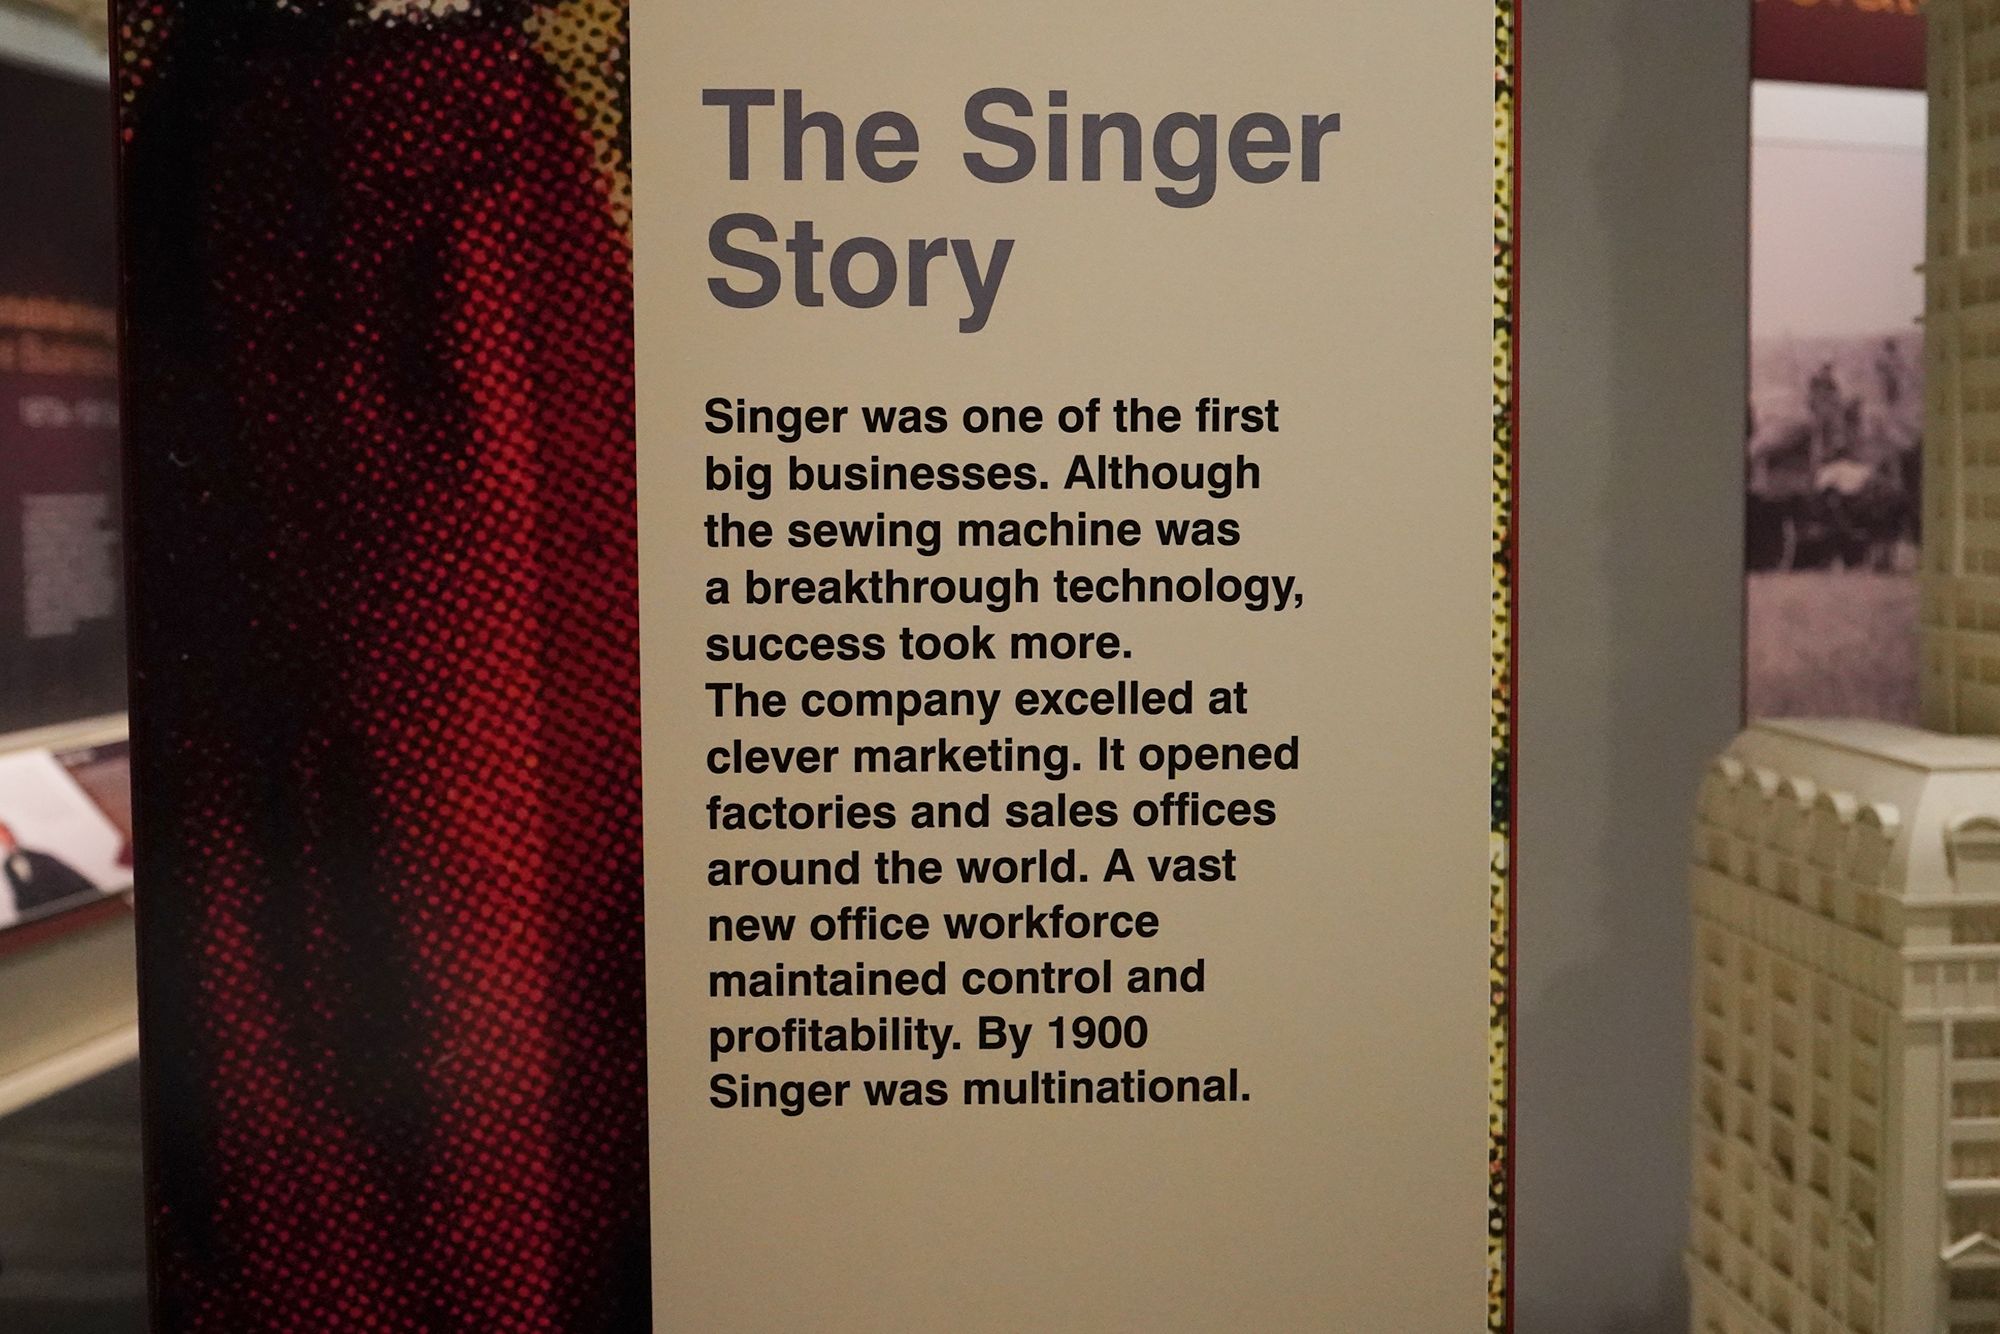 The Singer
Story
Singer was one of the first
big businesses. Although
the sewing machine was
a breakthrough technology,
success took more.
The company excelled at
clever marketing. It opened
factories and sales offices
around the world. A vast
new office workforce
maintained control and
profitability. By 1900
Singer was multinational.